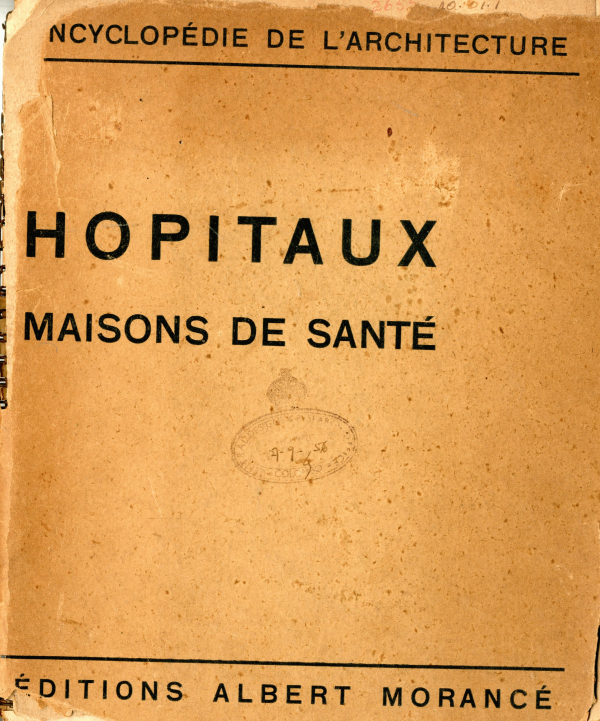 NCYCLOPÉDIE DE L'ARCHITECTURE
HOPITAUX
MAISONS DE SANTÉ
ÉDITIONS ALBERT MORANCÉ